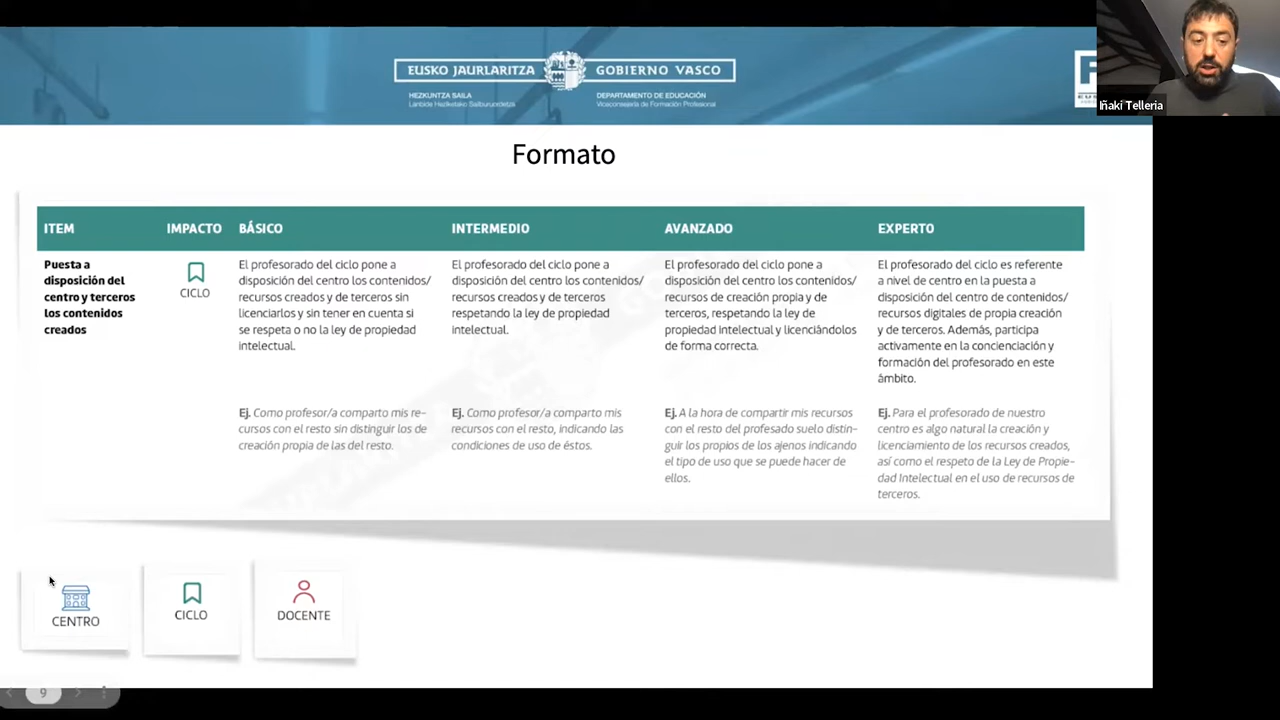 EUSKO JAURLARITZA
GOBIERNO VASCO
HEZKUNTZA SAILA
Lanbide Heziketako Sailburuordetza
DEPARTAMENTO DE EDUCACIÓN
Viceconsejería de Formación Profesional
Iñaki Telleria
Formato
ITEM
IMPACTO
BÁSICO
INTERMEDIO
AVANZADO
EXPERTO
Puesta a
disposición del
centro y terceros
los contenidos
creados
CICLO
El profesorado del ciclo pone a
disposición del centro los contenidos/
recursos creados y de terceros sin
licenciarlos y sin tener en cuenta si
se respeta o no la ley de propiedad
intelectual.
Ej. Como profesor/a comparto mis re-
cursos con el resto sin distinguir los de
creación propia de las del resto.
El profesorado del ciclo pone a
disposición del centro los contenidos/
recursos creados y de terceros
respetando la ley de propiedad
intelectual.
Ej. Como profesor/a comparto mis
recursos con el resto, indicando las
condiciones de uso de éstos.
El profesorado del ciclo pone a
disposición del centro los contenidos/
recursos de creación propia y de
terceros, respetando la ley de
propiedad intelectual y licenciándolos
de forma correcta.
Ej. A la hora de compartir mis recursos
con el resto del profesado suelo distin-
guir los propios de los ajenos indicando
el tipo de uso que se puede hacer de
ellos.
El profesorado del ciclo es referente
a nivel de centro en la puesta a
disposición del centro de contenidos/
recursos digitales de propia creación
y de terceros. Además, participa
activamente en la concienciación y
formación del profesorado en este
ámbito.
Ej. Para el profesorado de nuestro
centro es algo natural la creación y
licenciamiento de los recursos creados,
así como el respeto de la Ley de Propie-
dad Intelectual en el uso de recursos de
terceros.
CENTRO
CICLO
DOCENTE
9